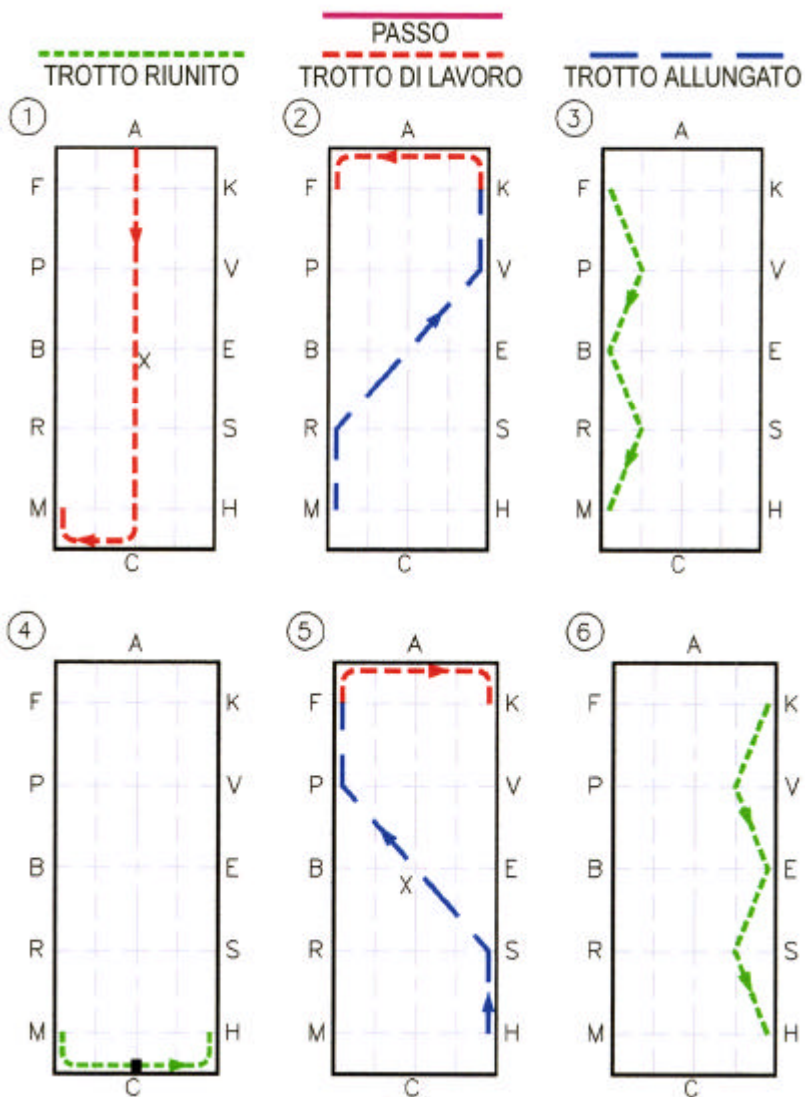 PASSO
TROTTO RIUNITO TROTTO DI LAVORO TROTTO ALLUNGATO
1 2 3
A A A
F K F K F K
P V P V P V
B E B E B E
X
R S R S R S
M H M H M H
C C C
4 5 6
A A A
F K F K F K
P V P V P V
B E B E B E
X
R S R S R S
M H M H M H
C C C